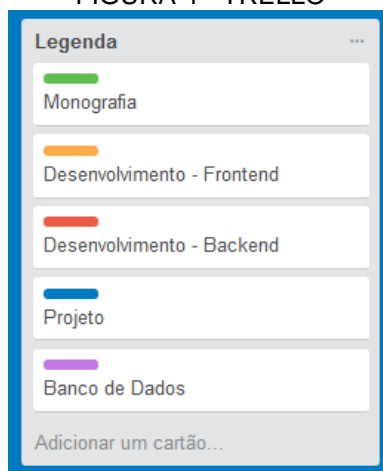 Legenda
Monografia
Desenvolvimento - Frontend
Desenvolvimento - Backend
Projeto
Banco de Dados
Adicionar um cartão...